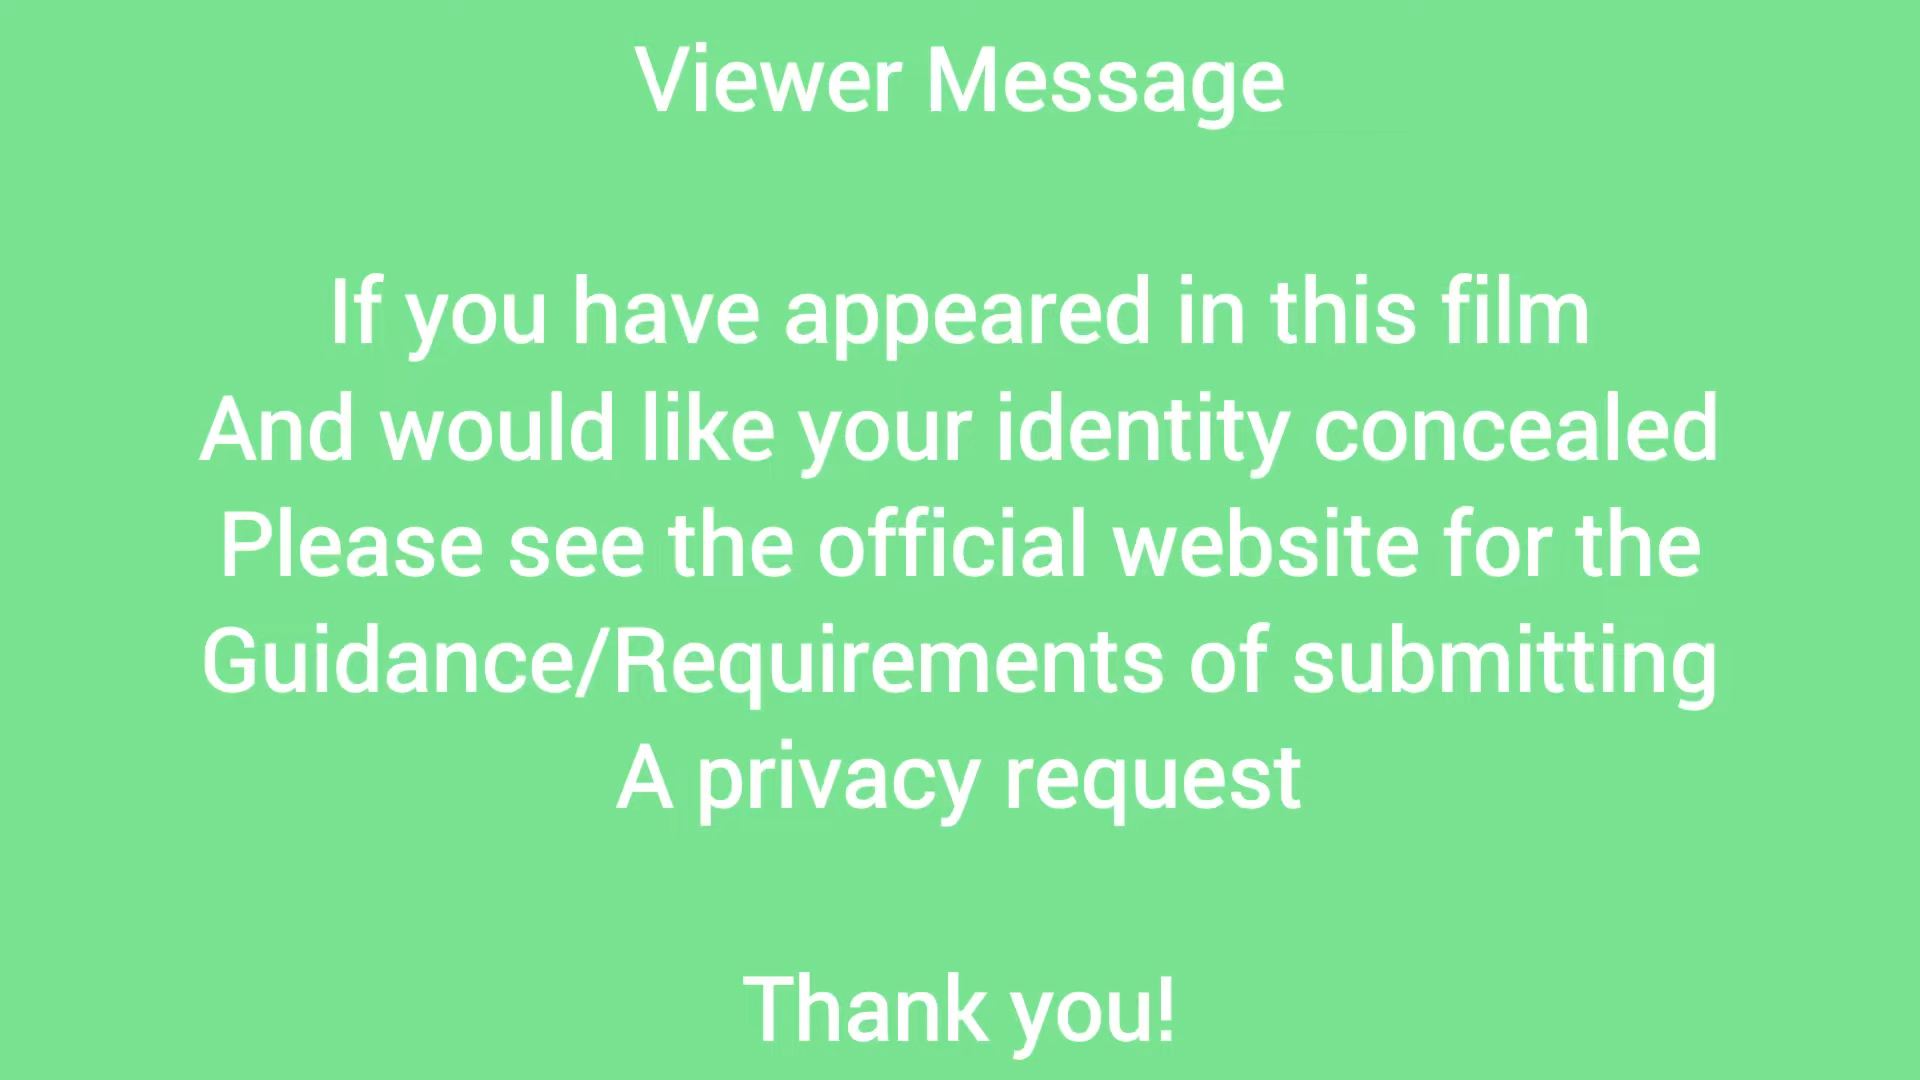 Viewer Message
If you have appeared in this film
And would like your identity concealed
Please see the official website for the
Guidance/Requirements of submitting
A privacy request
Thank you!